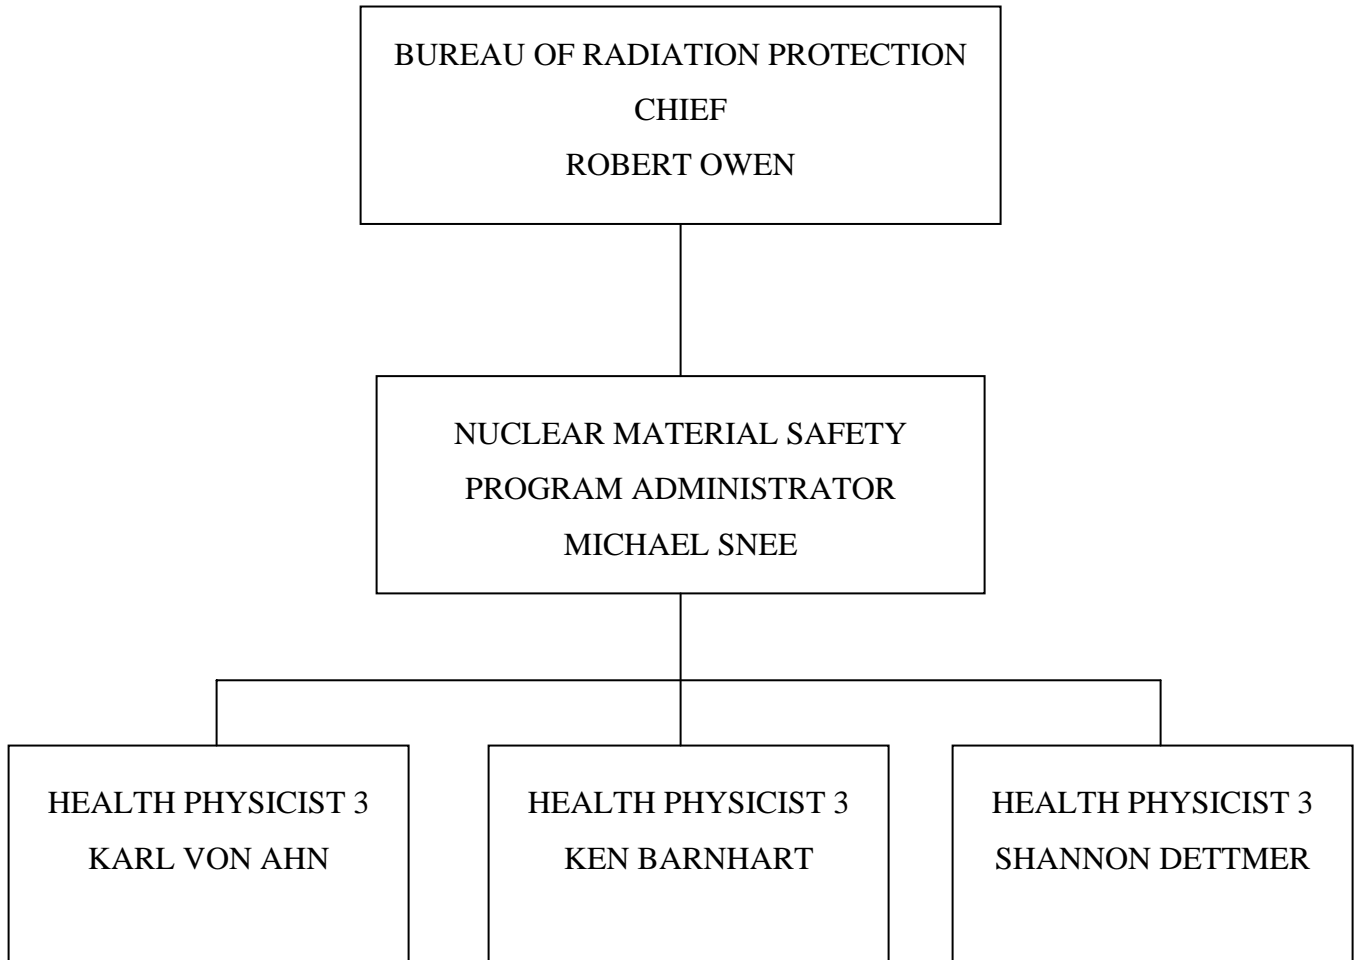 BUREAU OF RADIATION PROTECTION
CHIEF
ROBERT OWEN
NUCLEAR MATERIAL SAFETY
PROGRAM ADMINISTRATOR
MICHAEL SNEE
HEALTH PHYSICIST 3
KARL VON AHN
HEALTH PHYSICIST 3
KEN BARNHART
HEALTH PHYSICIST 3
SHANNON DETTMER